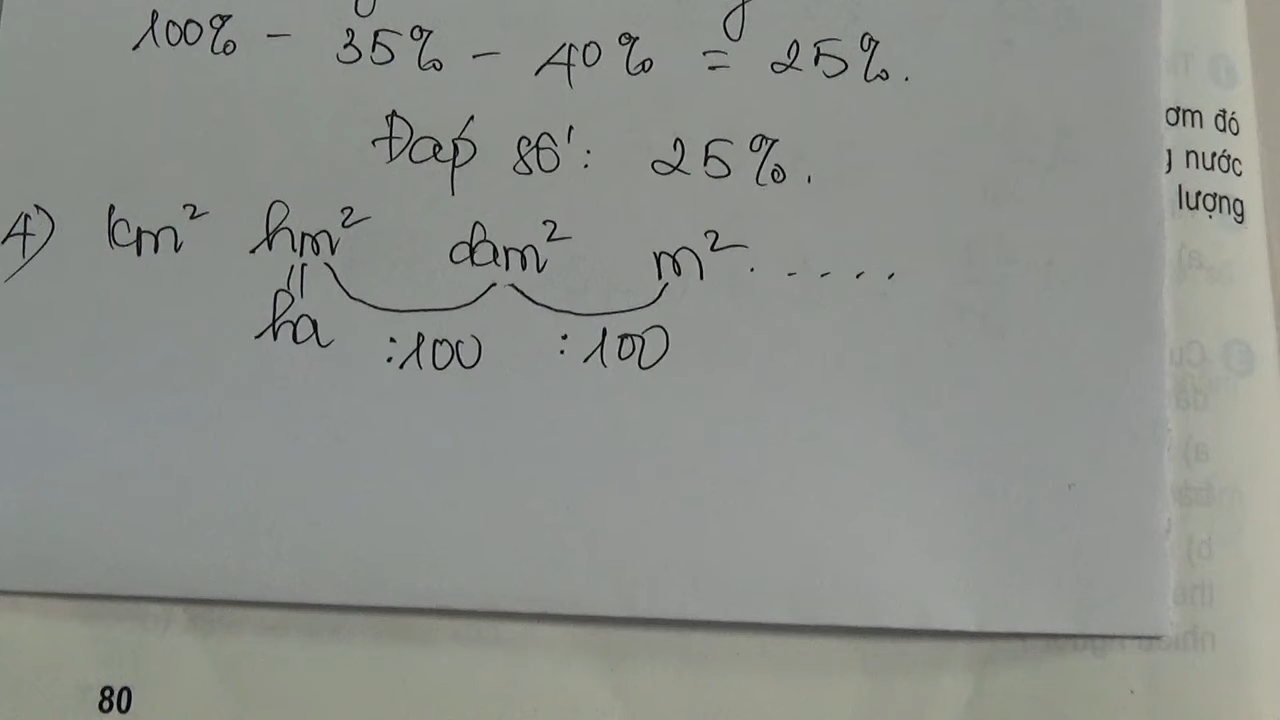 100% - 35% - 40% = 25%.
Đáp số: 25%.
4) km² hm² dam² m². . . . .
ha :100 :100
ơm đó
nước
lượng
80